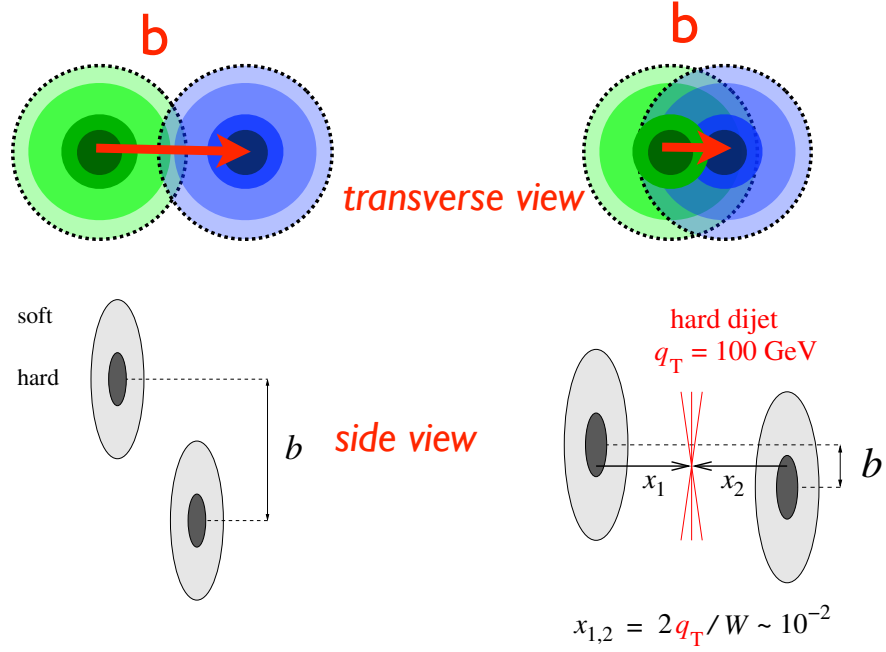 b
b
transverse view
soft
hard
b
side view
hard dijet
q_T = 100 GeV
x_1
x_2
b
x_{1,2} = 2q_T / W ~ 10^{-2}